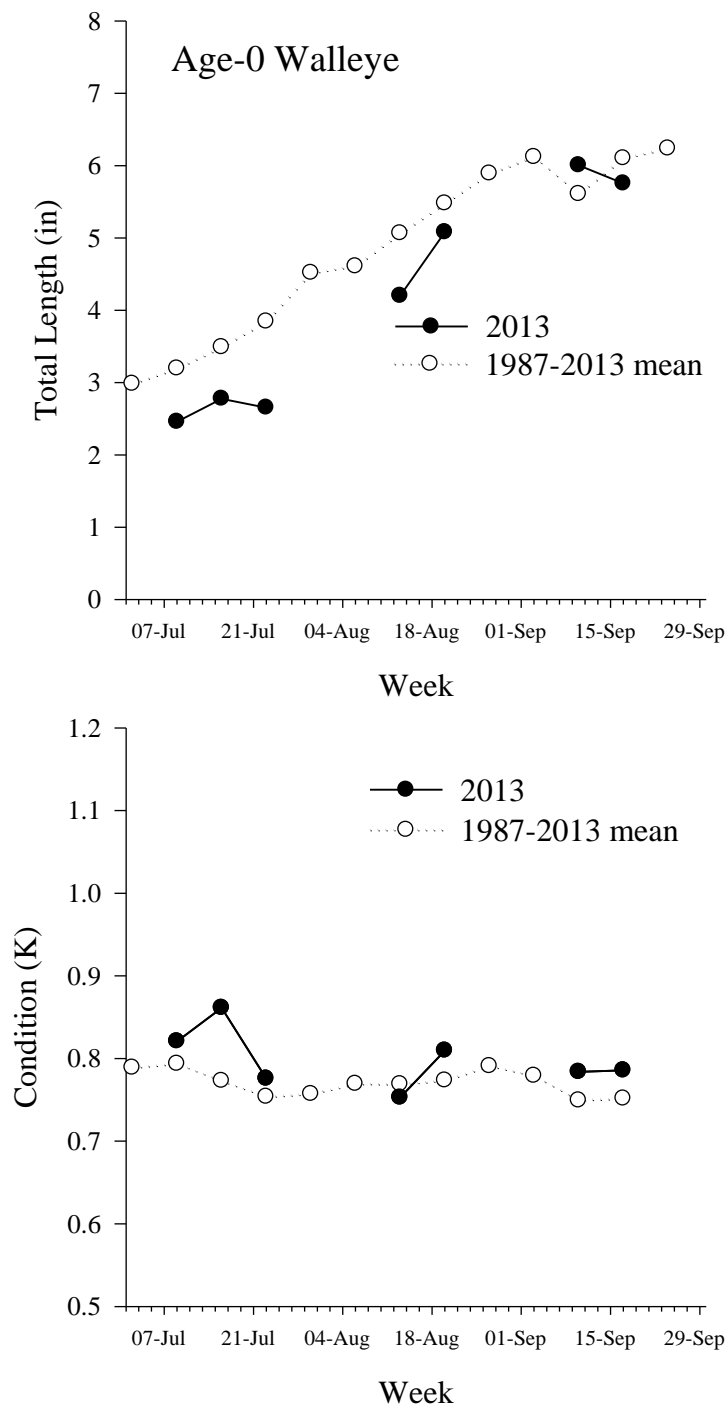 Age-0 Walleye
8
7
6
5
4
3
2
1
0
Total Length (in)
2013
1987-2013 mean
07-Jul 21-Jul 04-Aug 18-Aug 01-Sep 15-Sep 29-Sep
Week
1.2
1.1
1.0
0.9
0.8
0.7
0.6
0.5
Condition (K)
2013
1987-2013 mean
07-Jul 21-Jul 04-Aug 18-Aug 01-Sep 15-Sep 29-Sep
Week